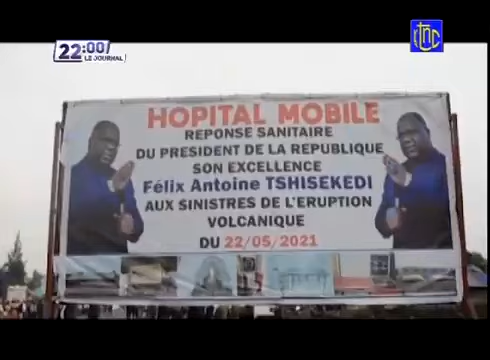 22:00/
LE JOURNAL
rtnc
HOPITAL MOBILE
REPONSE SANITAIRE
DU PRESIDENT DE LA REPUBLIQUE
SON EXCELLENCE
Félix Antoine TSHISEKEDI
AUX SINISTRES DE L'ERUPTION
VOLCANIQUE
DU 22/05/2021